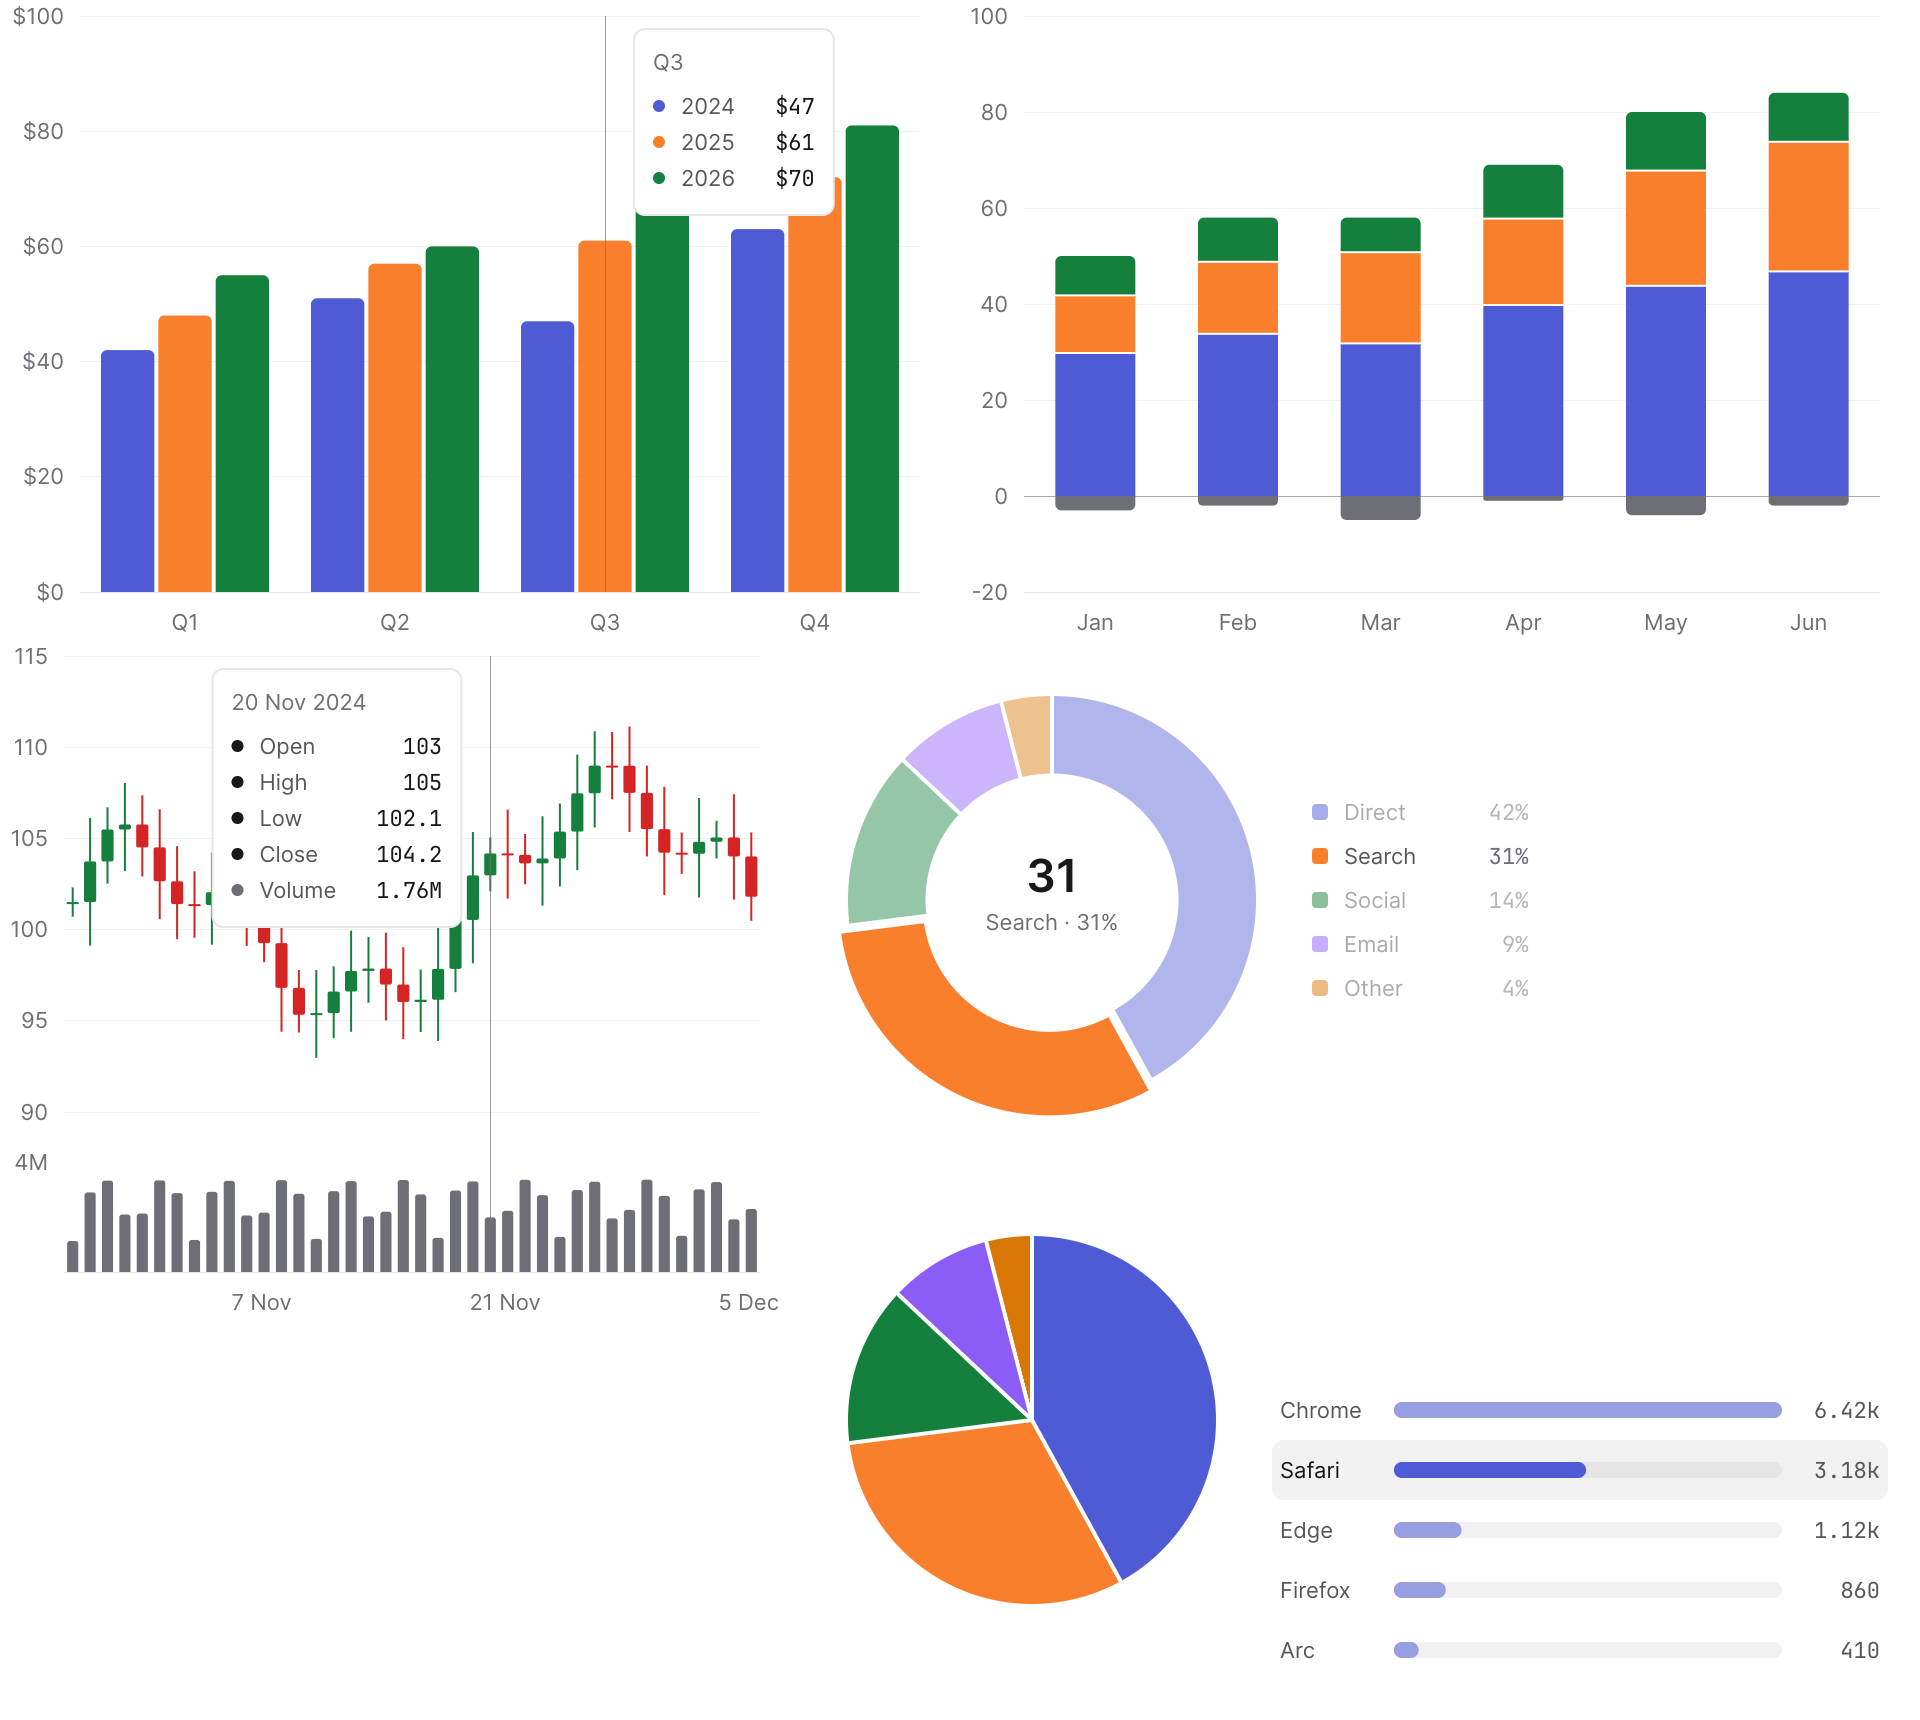 $100
$80
$60
$40
$20
$0
Q3
2024 $47
2025 $61
2026 $70
Q1 Q2 Q3 Q4
100
80
60
40
20
0
-20
Jan Feb Mar Apr May Jun
115
110
105
100
95
90
4M
20 Nov 2024
Open 103
High 105
Low 102.1
Close 104.2
Volume 1.76M
7 Nov 21 Nov 5 Dec
31
Search · 31%
Direct 42%
Search 31%
Social 14%
Email 9%
Other 4%
Chrome 6.42k
Safari 3.18k
Edge 1.12k
Firefox 860
Arc 410